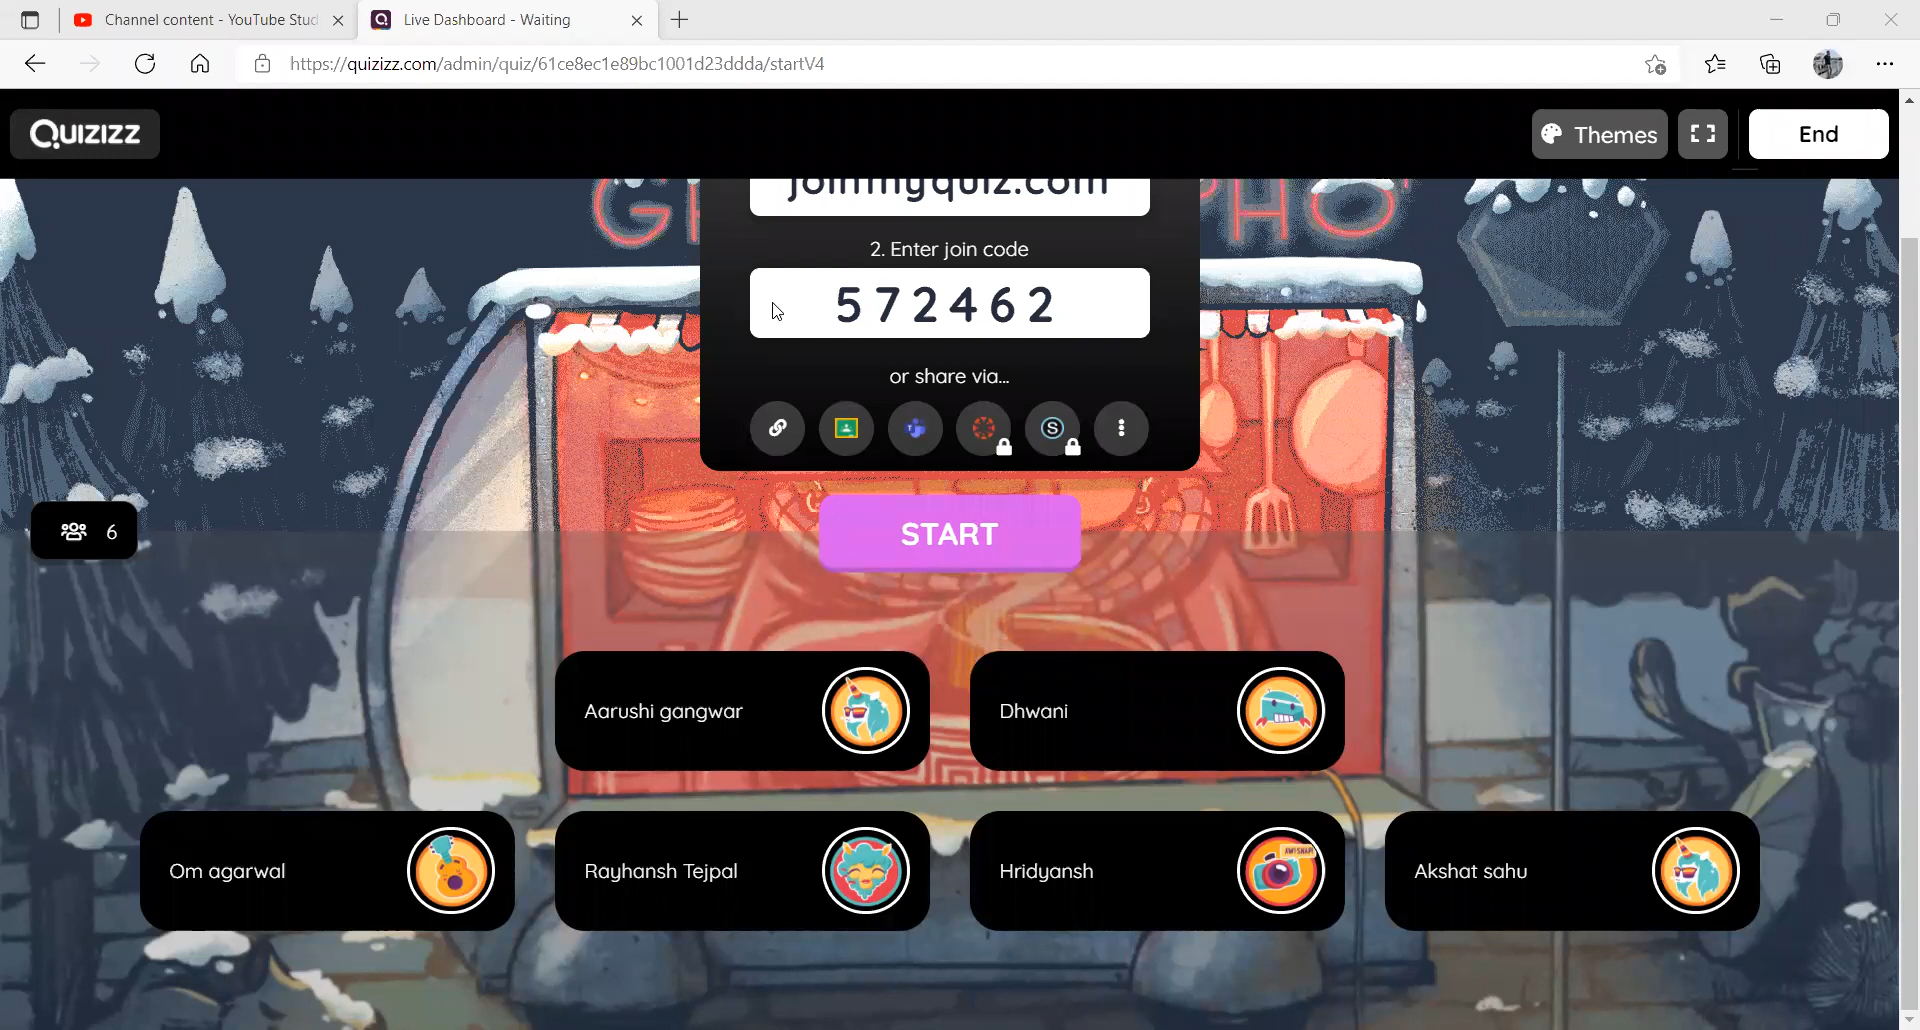 Channel content - YouTube Stud
Live Dashboard - Waiting
https://quizizz.com/admin/quiz/61ce8ec1e89bc1001d23ddda/startV4
QUIZIZZ
Themes
End
joinmyquiz.com
2. Enter join code
572462
or share via...
START
6
Aarushi gangwar
Dhwani
Om agarwal
Rayhansh Tejpal
Hridyansh
Akshat sahu